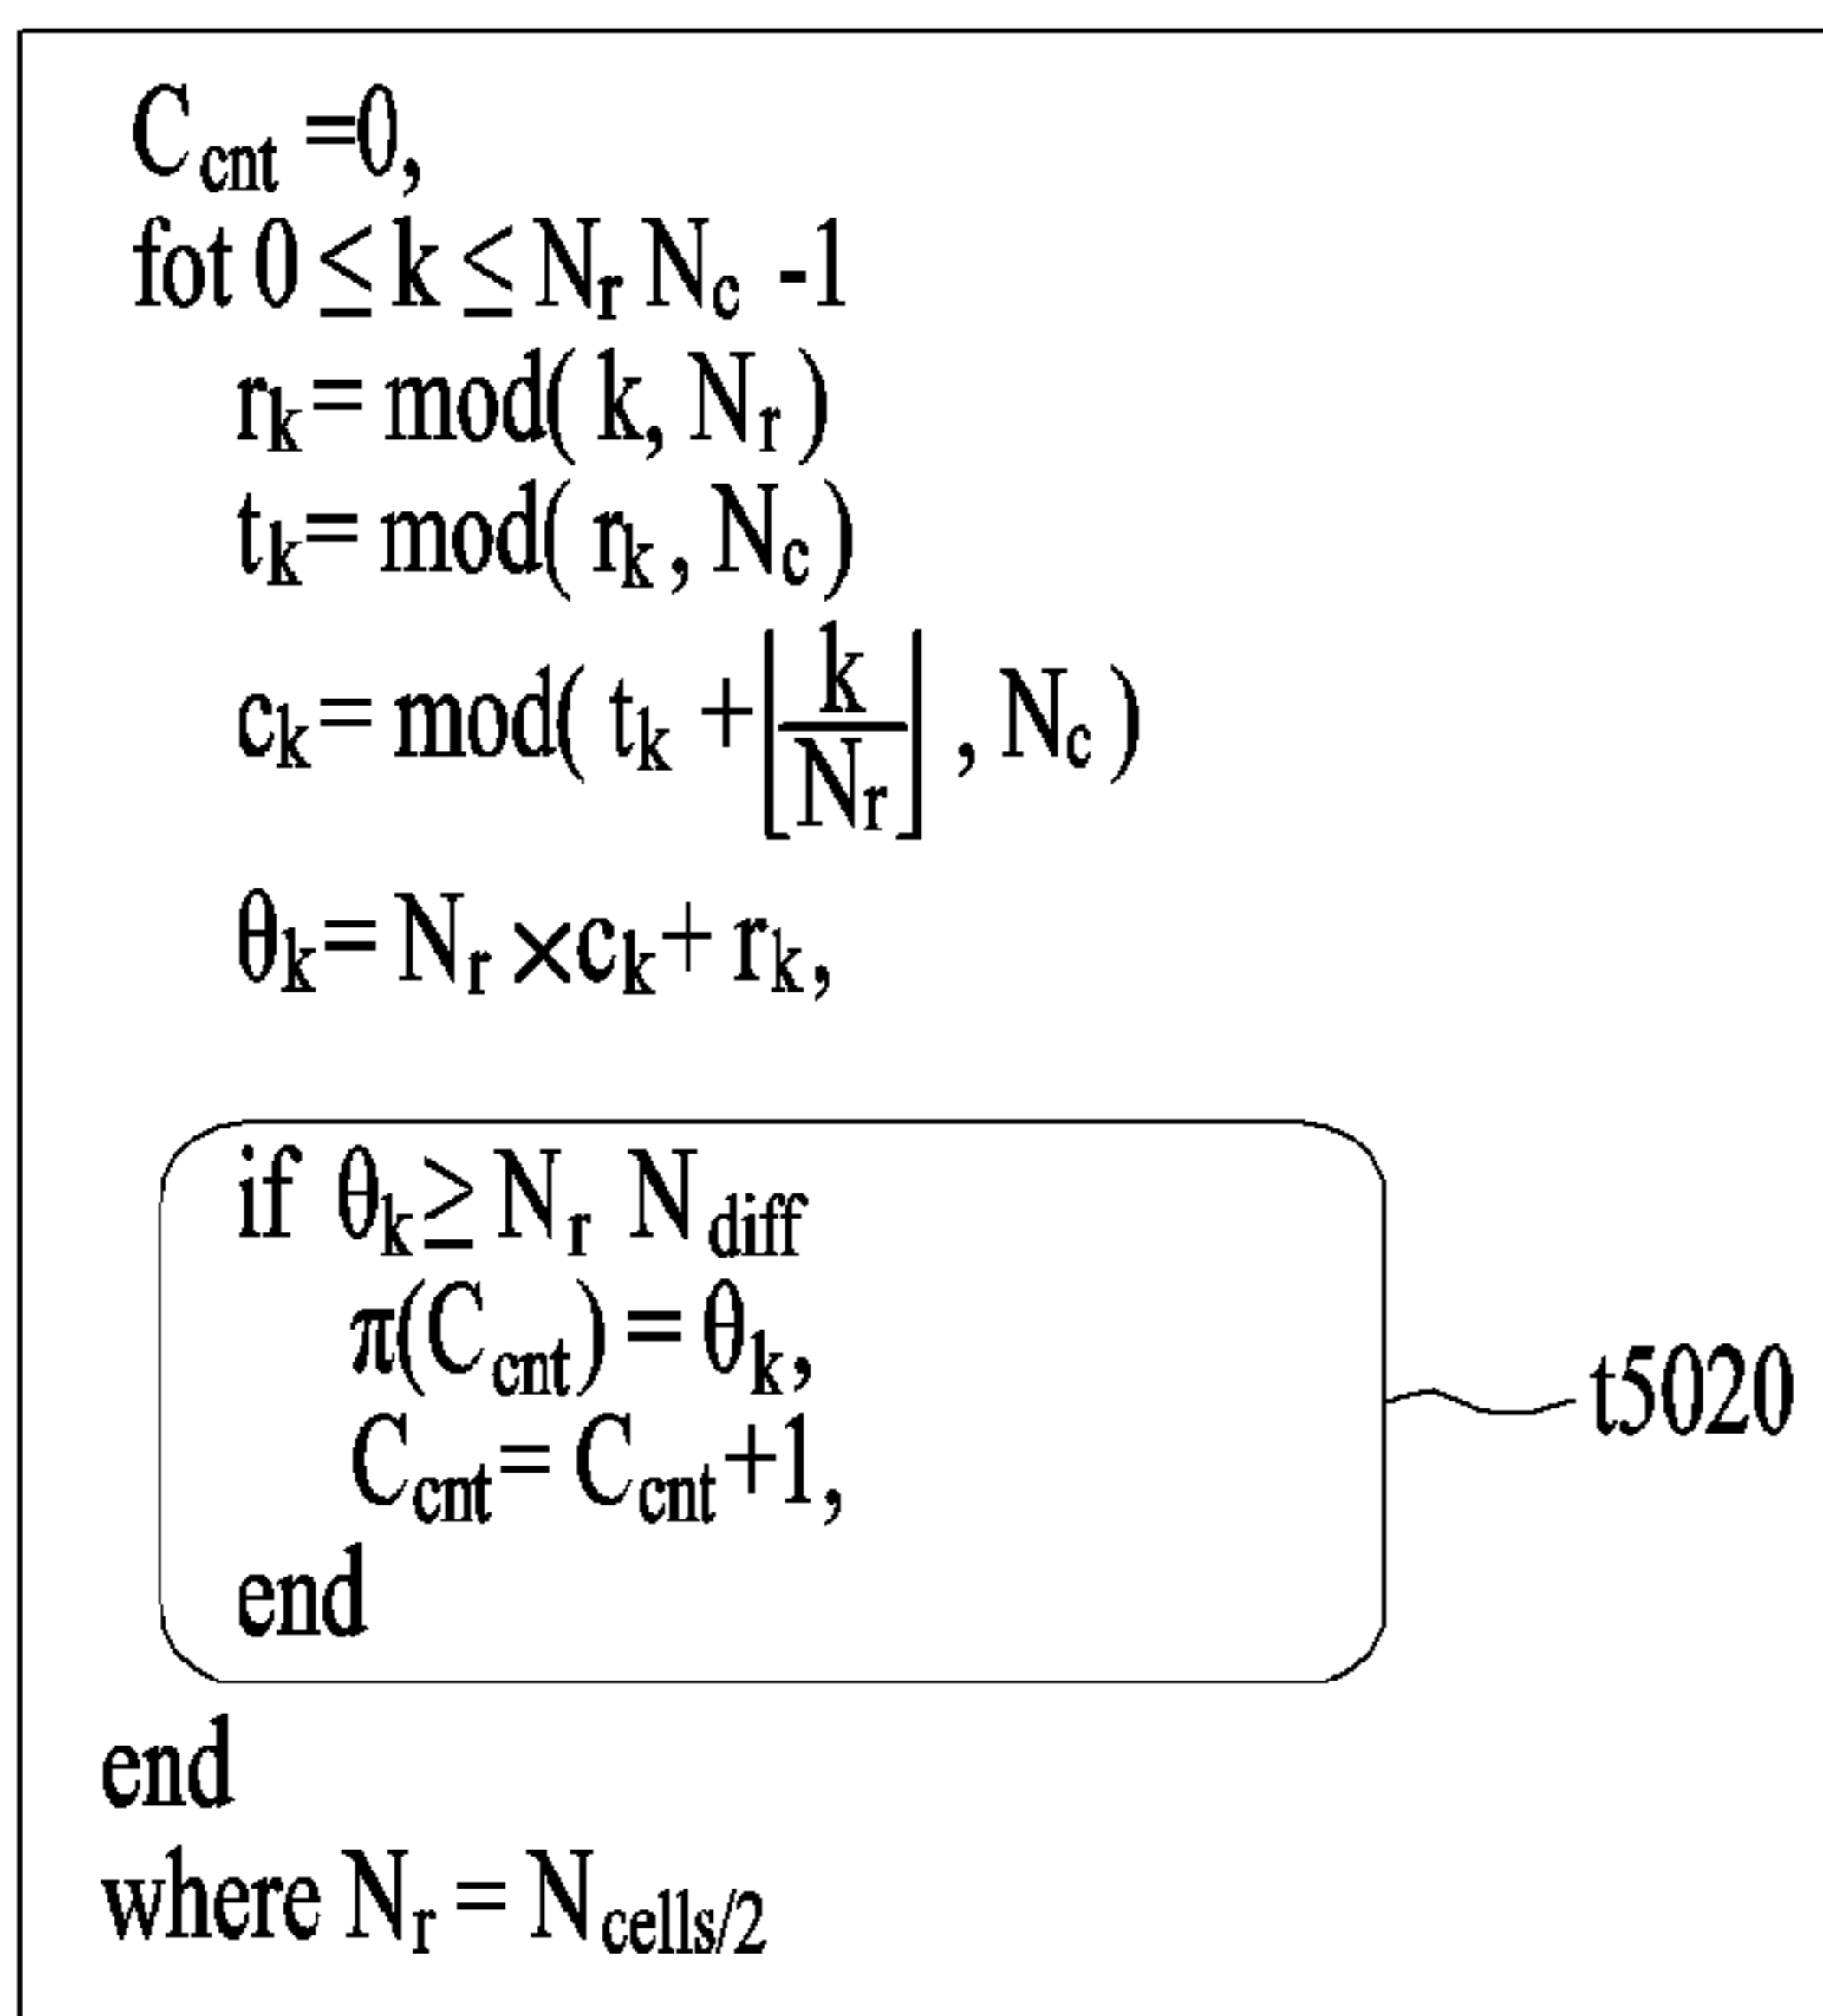 C_cnt =0,
fot 0 ≤ k ≤ N_r N_c -1
r_k = mod( k, N_r )
t_k = mod( r_k , N_c )
c_k = mod( t_k + ⌊k/N_r⌋ , N_c )
θ_k = N_r ×c_k + r_k,
if θ_k ≥ N_r N_diff
π(C_cnt) = θ_k,
C_cnt = C_cnt +1,
end
t5020
end
where N_r = N_cells/2